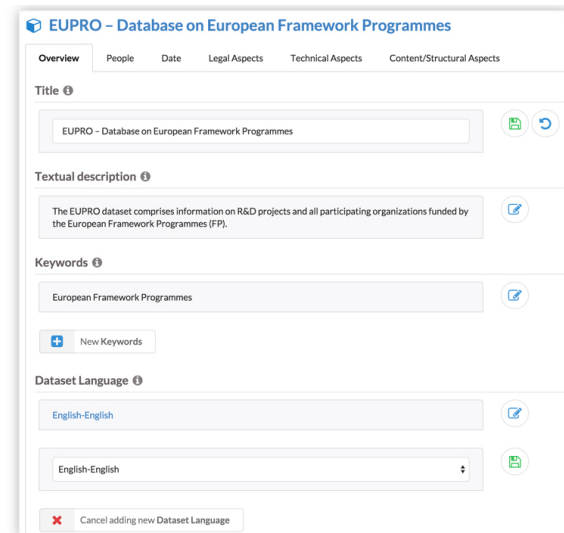 EUPRO – Database on European Framework Programmes
Overview People Date Legal Aspects Technical Aspects Content/Structural Aspects
Title
EUPRO – Database on European Framework Programmes
Textual description
The EUPRO dataset comprises information on R&D projects and all participating organizations funded by
the European Framework Programmes (FP).
Keywords
European Framework Programmes
New Keywords
Dataset Language
English-English
English-English
Cancel adding new Dataset Language